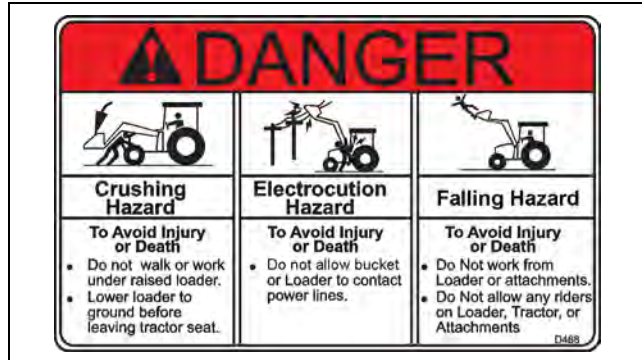 DANGER
Crushing
Hazard
To Avoid Injury
or Death
• Do not walk or work
under raised loader.
• Lower loader to
ground before
leaving tractor seat.
Electrocution
Hazard
To Avoid Injury
or Death
• Do not allow bucket
or Loader to contact
power lines.
Falling Hazard
To Avoid Injury
or Death
• Do Not work from
Loader or attachments.
• Do Not allow any riders
on Loader, Tractor, or
Attachments
D468